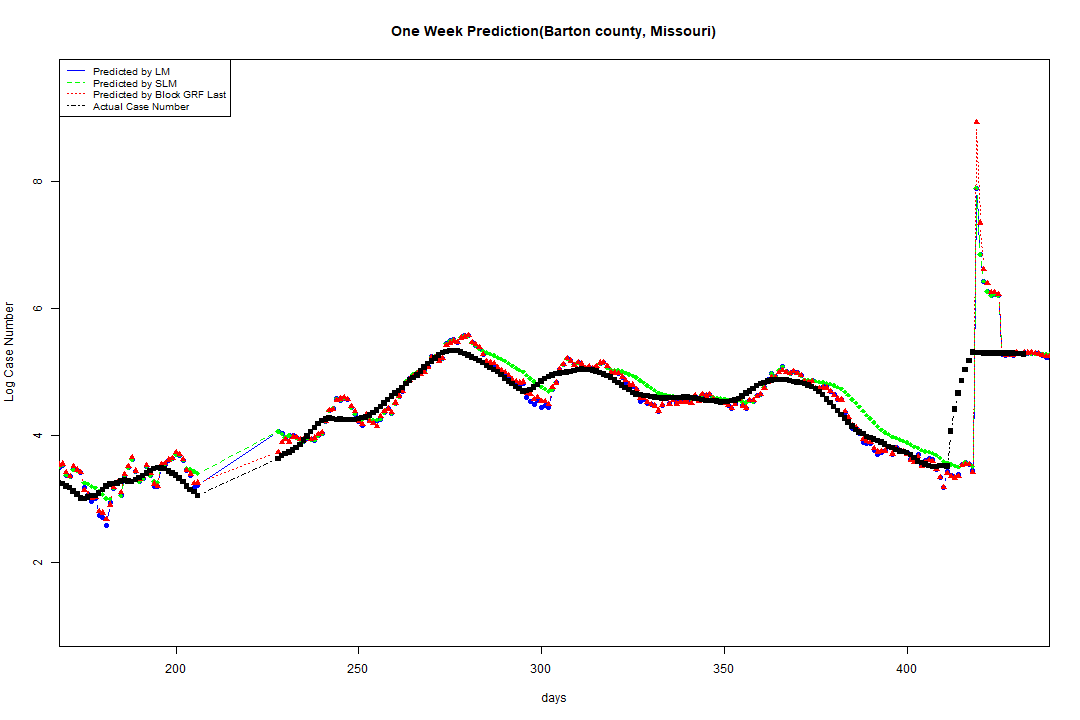 One Week Prediction(Barton county, Missouri)
Predicted by LM
Predicted by SLM
Predicted by Block GRF Last
Actual Case Number
8
6
4
2
Log Case Number
200 250 300 350 400
days